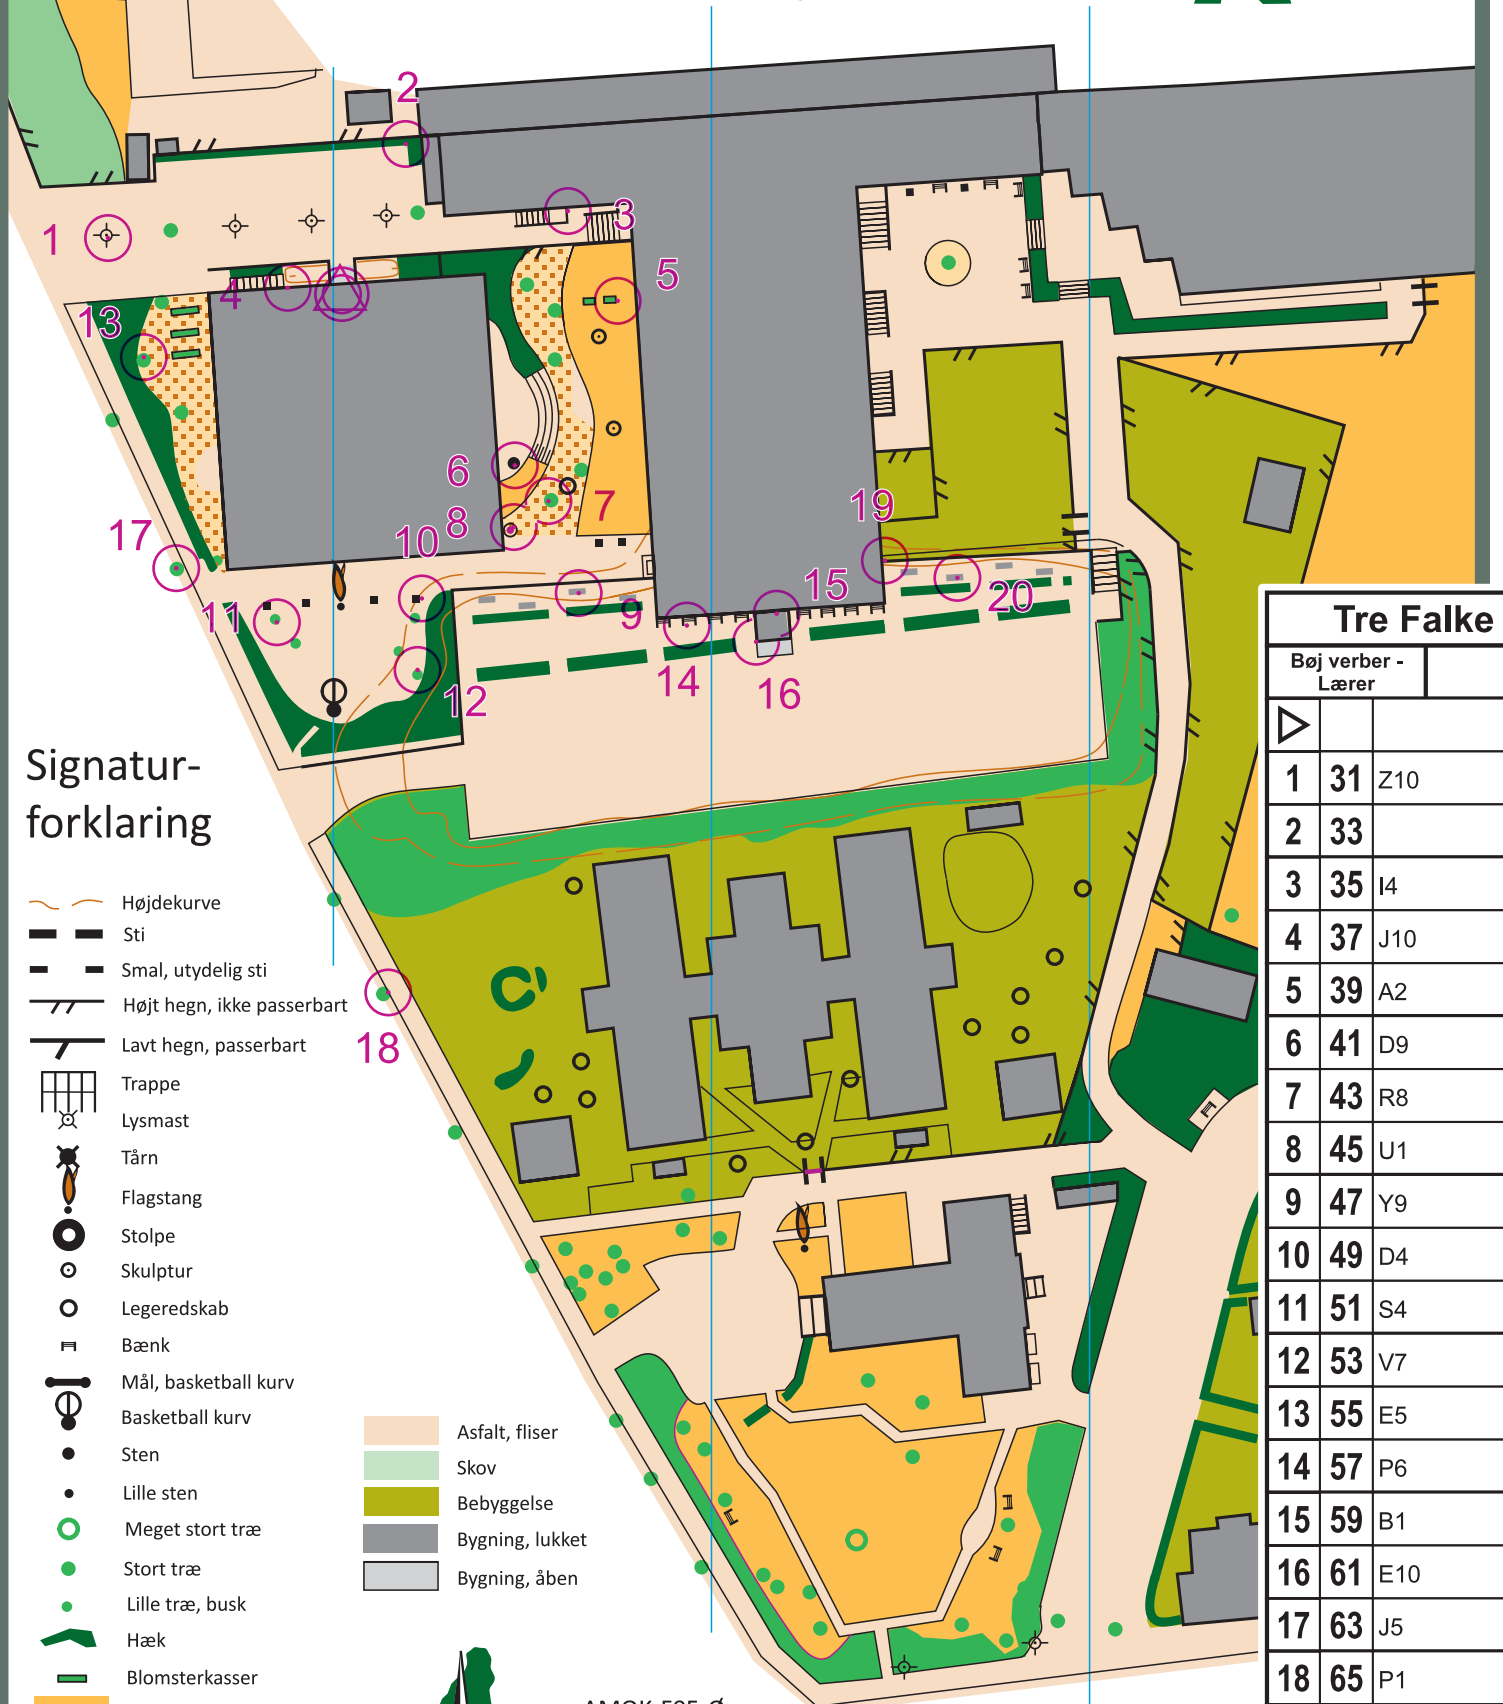 2
1
3
4
5
13
6
7
8
17
10
19
11
9
15
20
12
14
16
18
Signatur-
forklaring
Højdekurve
Sti
Smal, utydelig sti
Højt hegn, ikke passerbart
Lavt hegn, passerbart
Trappe
Lysmast
Tårn
Flagstang
Stolpe
Skulptur
Legeredskab
Bænk
Mål, basketball kurv
Basketball kurv
Sten
Lille sten
Meget stort træ
Stort træ
Lille træ, busk
Hæk
Blomsterkasser
Asfalt, fliser
Skov
Bebyggelse
Bygning, lukket
Bygning, åben
Tre Falke
Bøj verber -
Lærer
1 31 Z10
2 33
3 35 I4
4 37 J10
5 39 A2
6 41 D9
7 43 R8
8 45 U1
9 47 Y9
10 49 D4
11 51 S4
12 53 V7
13 55 E5
14 57 P6
15 59 B1
16 61 E10
17 63 J5
18 65 P1